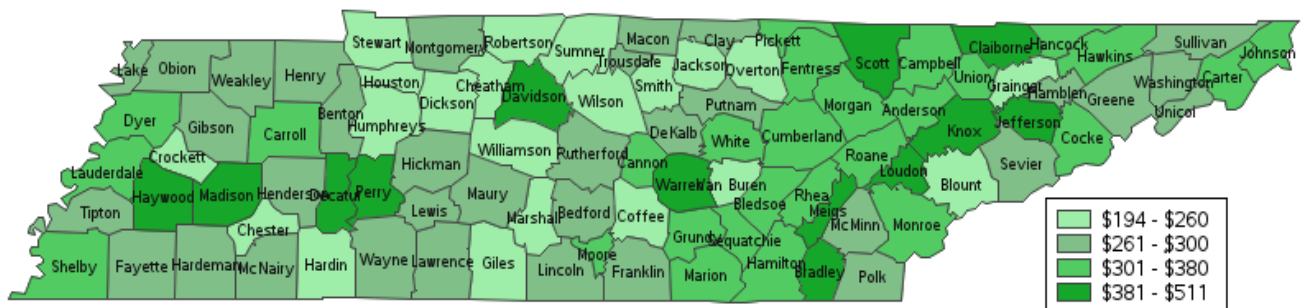 Stewart
Montgomery
Robertson
Sumner
Macon
Clay
Pickett
Scott
Claiborne
Hancock
Hawkins
Sullivan
Johnson
Lake
Obion
Weakley
Henry
Houston
Cheatham
Davidson
Trousdale
Smith
Jackson
Overton
Fentress
Campbell
Union
Grainger
Hamblen
Greene
Washington
Carter
Unicoi
Dyer
Gibson
Carroll
Benton
Humphreys
Dickson
Wilson
Putnam
Morgan
Anderson
Knox
Jefferson
Cocke
Crockett
Williamson
Rutherford
DeKalb
White
Cumberland
Roane
Loudon
Sevier
Blount
Lauderdale
Haywood
Madison
Henderson
Decatur
Perry
Hickman
Maury
Cannon
Warren
Van Buren
Bledsoe
Rhea
Meigs
McMinn
Monroe
Tipton
Chester
Lewis
Marshall
Bedford
Coffee
Grundy
Sequatchie
Hamilton
Bradley
Polk
Shelby
Fayette
Hardeman
McNairy
Hardin
Wayne
Lawrence
Giles
Lincoln
Moore
Franklin
Marion
$194 - $260
$261 - $300
$301 - $380
$381 - $511